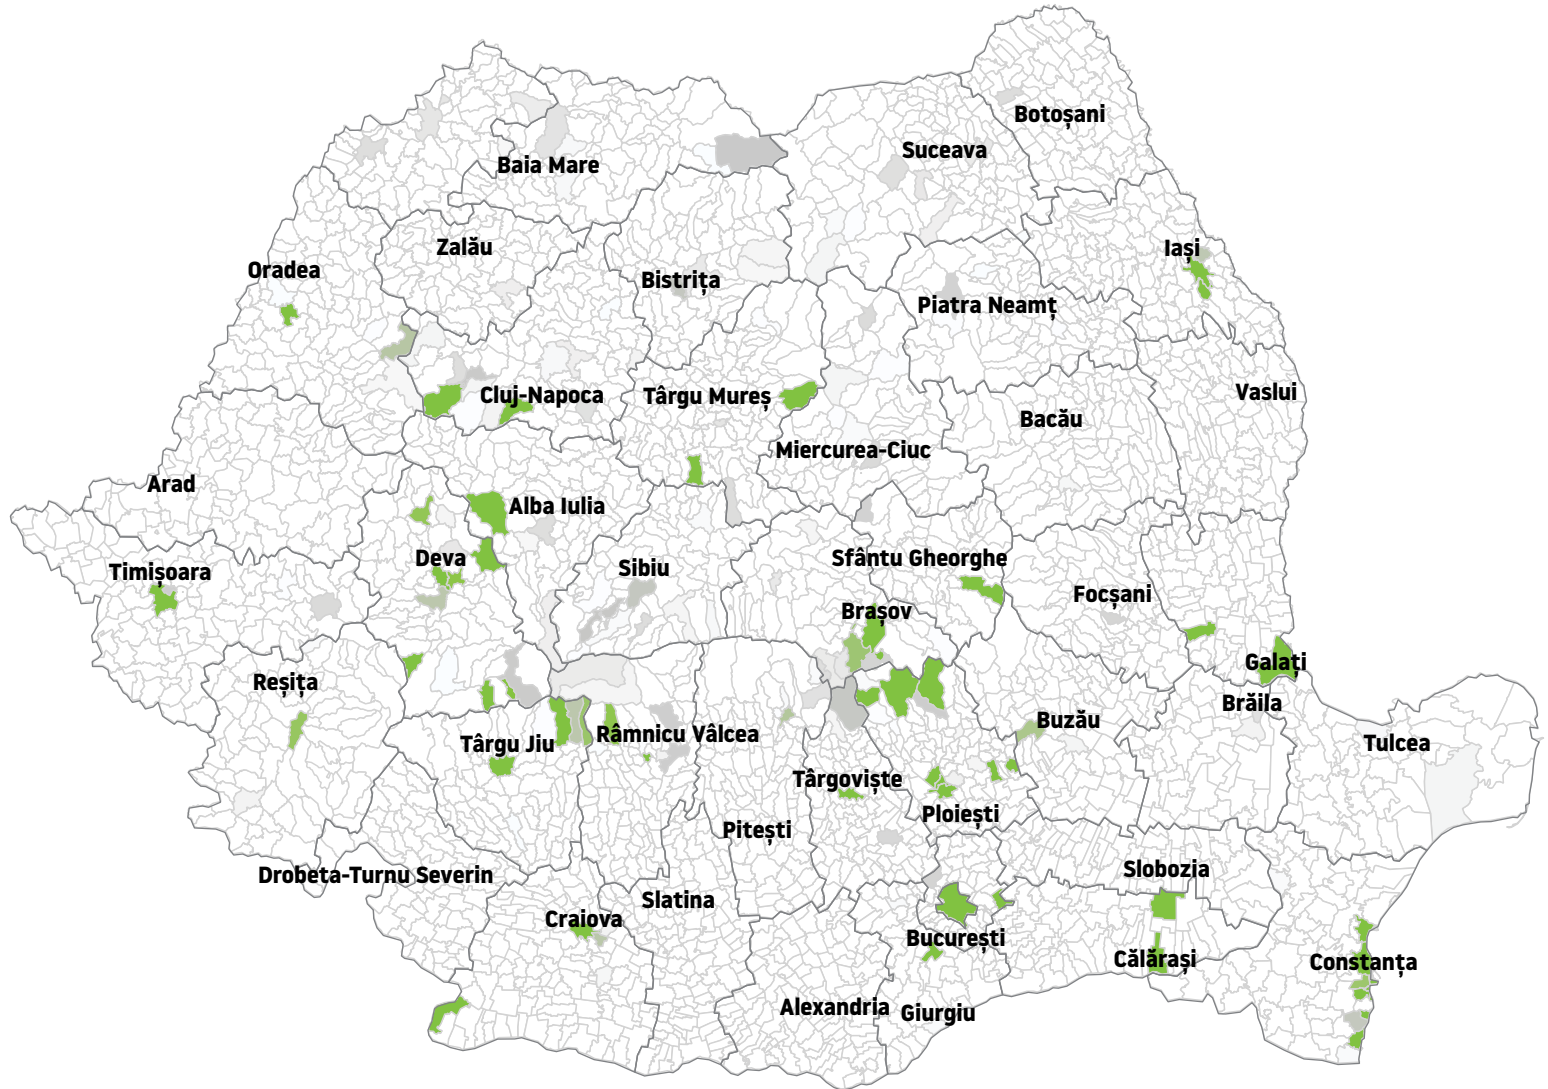 Botoșani
Suceava
Baia Mare
Zalău
Iași
Oradea
Bistrița
Piatra Neamț
Cluj-Napoca
Târgu Mureș
Vaslui
Bacău
Miercurea-Ciuc
Arad
Alba Iulia
Deva
Sfântu Gheorghe
Timișoara
Sibiu
Focșani
Brașov
Galați
Reșița
Brăila
Buzău
Târgu Jiu
Râmnicu Vâlcea
Tulcea
Târgoviște
Ploiești
Pitești
Slobozia
Drobeta-Turnu Severin
Slatina
Craiova
București
Călărași
Constanța
Alexandria
Giurgiu